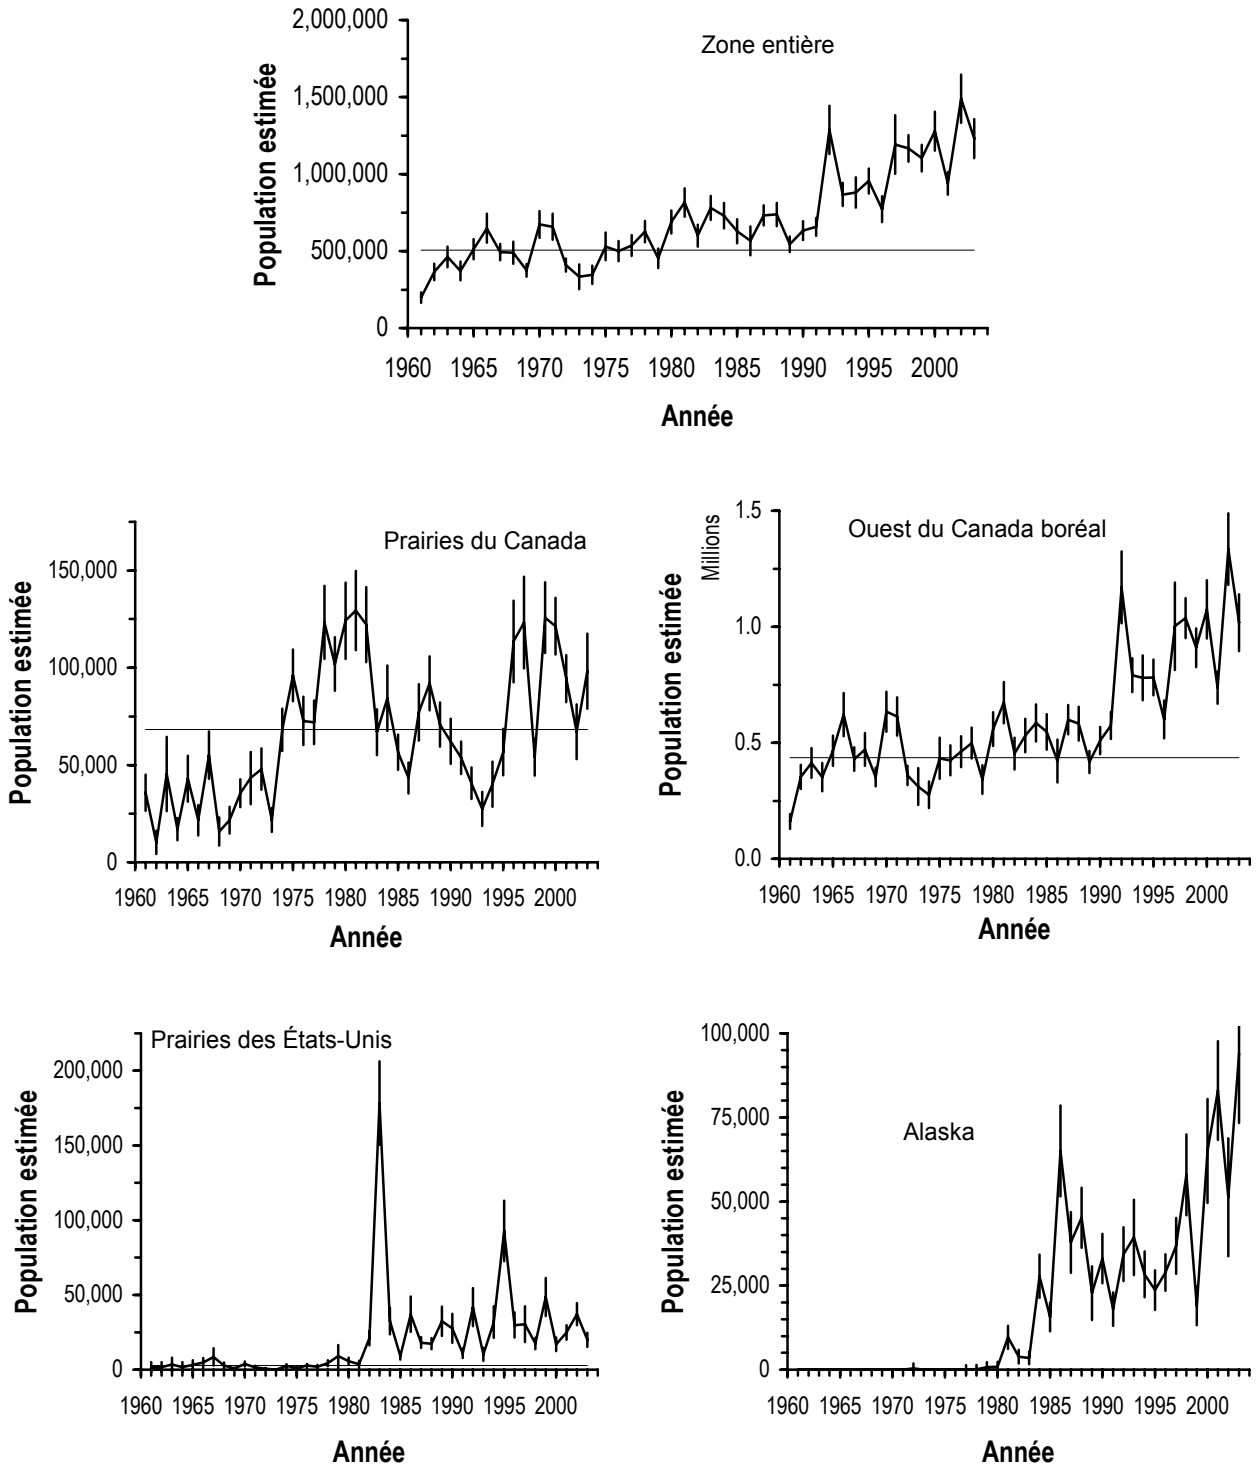 Zone entière
Population estimée
2,000,000
1,500,000
1,000,000
500,000
0
1960 1965 1970 1975 1980 1985 1990 1995 2000
Année
Prairies du Canada
Population estimée
150,000
100,000
50,000
0
1960 1965 1970 1975 1980 1985 1990 1995 2000
Année
Ouest du Canada boréal
Population estimée
Millions
1.5
1.0
0.5
0.0
1960 1965 1970 1975 1980 1985 1990 1995 2000
Année
Prairies des États-Unis
Population estimée
200,000
150,000
100,000
50,000
0
1960 1965 1970 1975 1980 1985 1990 1995 2000
Année
Alaska
Population estimée
100,000
75,000
50,000
25,000
0
1960 1965 1970 1975 1980 1985 1990 1995 2000
Année